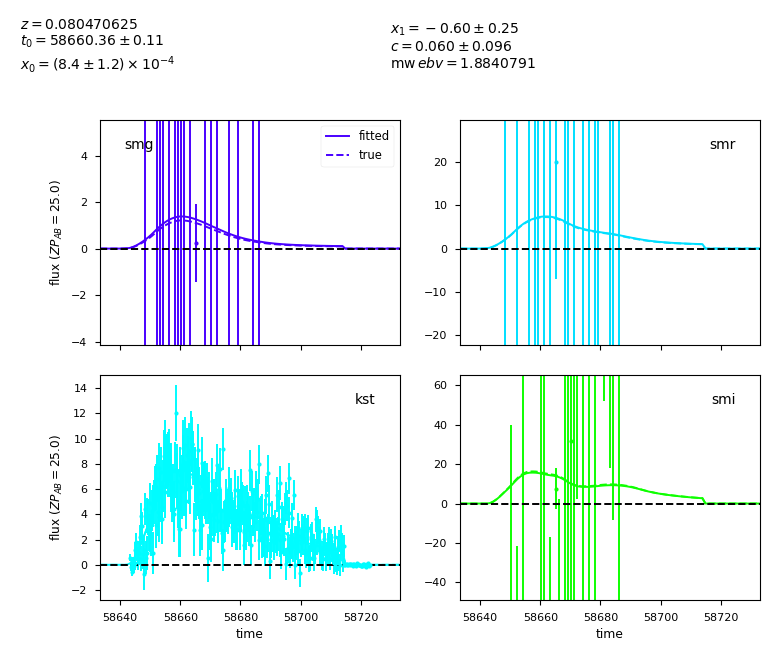 z = 0.080470625
t₀ = 58660.36 ± 0.11
x₀ = (8.4 ± 1.2) × 10⁻⁴
x₁ = −0.60 ± 0.25
c = 0.060 ± 0.096
mw ebv = 1.8840791
smg
fitted
true
4
2
0
−2
−4
flux (ZP_AB = 25.0)
smr
20
10
0
−10
−20
kst
14
12
10
8
6
4
2
0
−2
flux (ZP_AB = 25.0)
58640 58660 58680 58700 58720
time
smi
60
40
20
0
−20
−40
58640 58660 58680 58700 58720
time